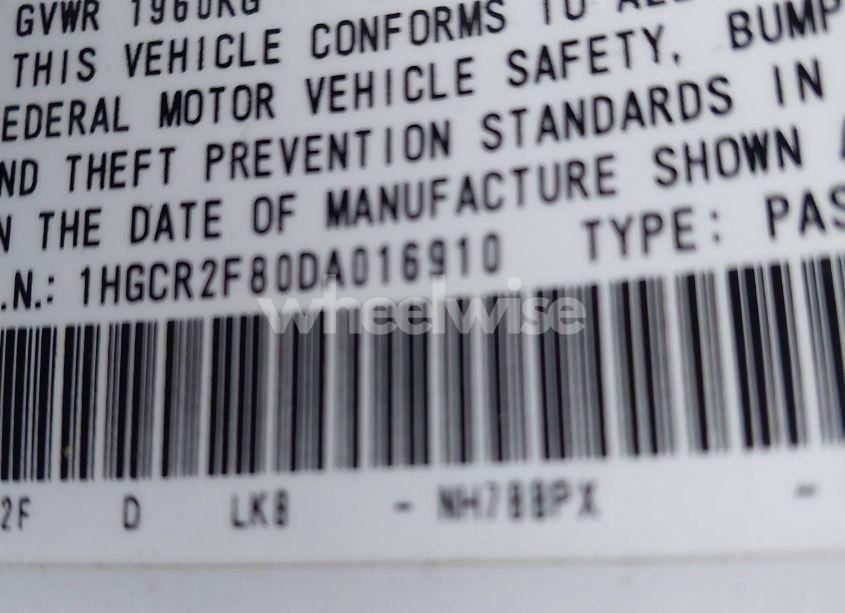 GVWR 1960KG
THIS VEHICLE CONFORMS TO ALL
EDERAL MOTOR VEHICLE SAFETY, BUMP
ND THEFT PREVENTION STANDARDS IN
N THE DATE OF MANUFACTURE SHOWN A
.N.: 1HGCR2F80DA016910 TYPE: PAS
wheelwise
2F D LKB - NH788PX -